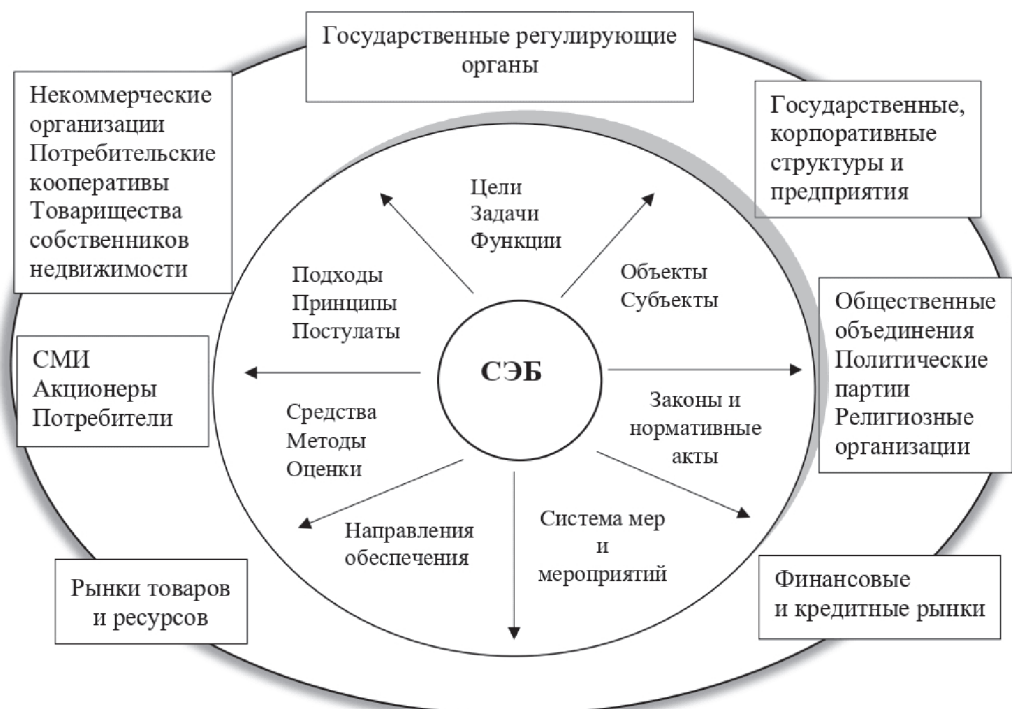 Государственные регулирующие
органы
Некоммерческие
организации
Потребительские
кооперативы
Товарищества
собственников
недвижимости
Государственные,
корпоративные
структуры и
предприятия
Цели
Задачи
Функции
Подходы
Принципы
Постулаты
Объекты
Субъекты
СЭБ
СМИ
Акционеры
Потребители
Общественные
объединения
Политические
партии
Религиозные
организации
Средства
Методы
Оценки
Законы и
нормативные
акты
Направления
обеспечения
Система мер
и
мероприятий
Рынки товаров
и ресурсов
Финансовые
и кредитные рынки